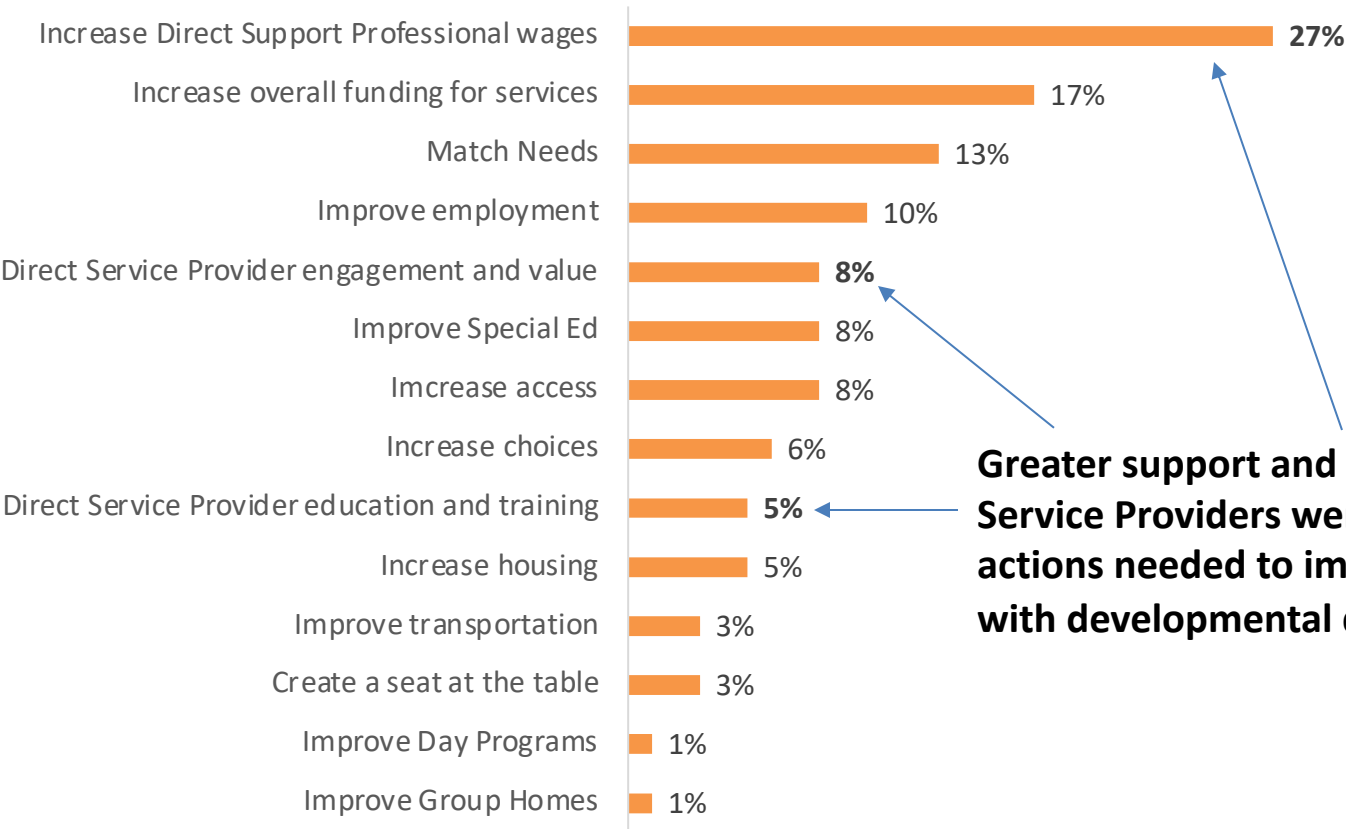 Increase Direct Support Professional wages 27%
Increase overall funding for services 17%
Match Needs 13%
Improve employment 10%
Direct Service Provider engagement and value 8%
Improve Special Ed 8%
Imcrease access 8%
Increase choices 6%
Direct Service Provider education and training 5%
Increase housing 5%
Improve transportation 3%
Create a seat at the table 3%
Improve Day Programs 1%
Improve Group Homes 1%
Greater support and
Service Providers
actions needed to
with developmental